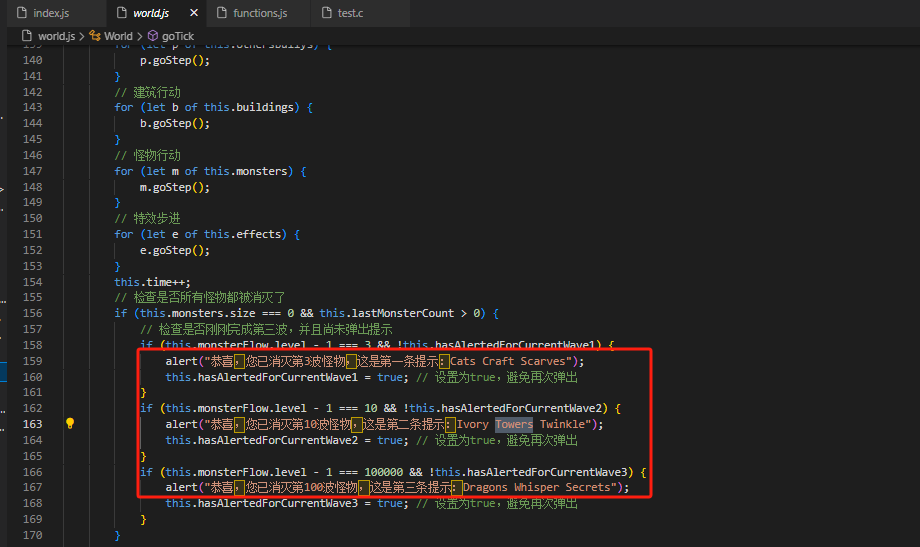 index.js world.js × functions.js test.c
world.js > World > goTick
139 for (let p of this.othersbullys) {
140 p.goStep();
141 }
142 // 建筑行动
143 for (let b of this.buildings) {
144 b.goStep();
145 }
146 // 怪物行动
147 for (let m of this.monsters) {
148 m.goStep();
149 }
150 // 特效步进
151 for (let e of this.effects) {
152 e.goStep();
153 }
154 this.time++;
155 // 检查是否所有怪物都被消灭了
156 if (this.monsters.size === 0 && this.lastMonsterCount > 0) {
157 // 检查是否刚刚完成第三波，并且尚未弹出提示
158 if (this.monsterFlow.level - 1 === 3 && !this.hasAlertedForCurrentWave1) {
159 alert("恭喜，您已消灭第3波怪物，这是第一条提示：Cats Craft Scarves");
160 this.hasAlertedForCurrentWave1 = true; // 设置为true，避免再次弹出
161 }
162 if (this.monsterFlow.level - 1 === 10 && !this.hasAlertedForCurrentWave2) {
163 alert("恭喜，您已消灭第10波怪物，这是第二条提示：Ivory Towers Twinkle");
164 this.hasAlertedForCurrentWave2 = true; // 设置为true，避免再次弹出
165 }
166 if (this.monsterFlow.level - 1 === 100000 && !this.hasAlertedForCurrentWave3) {
167 alert("恭喜，您已消灭第100波怪物，这是第三条提示：Dragons Whisper Secrets");
168 this.hasAlertedForCurrentWave3 = true; // 设置为true，避免再次弹出
169 }
170 }